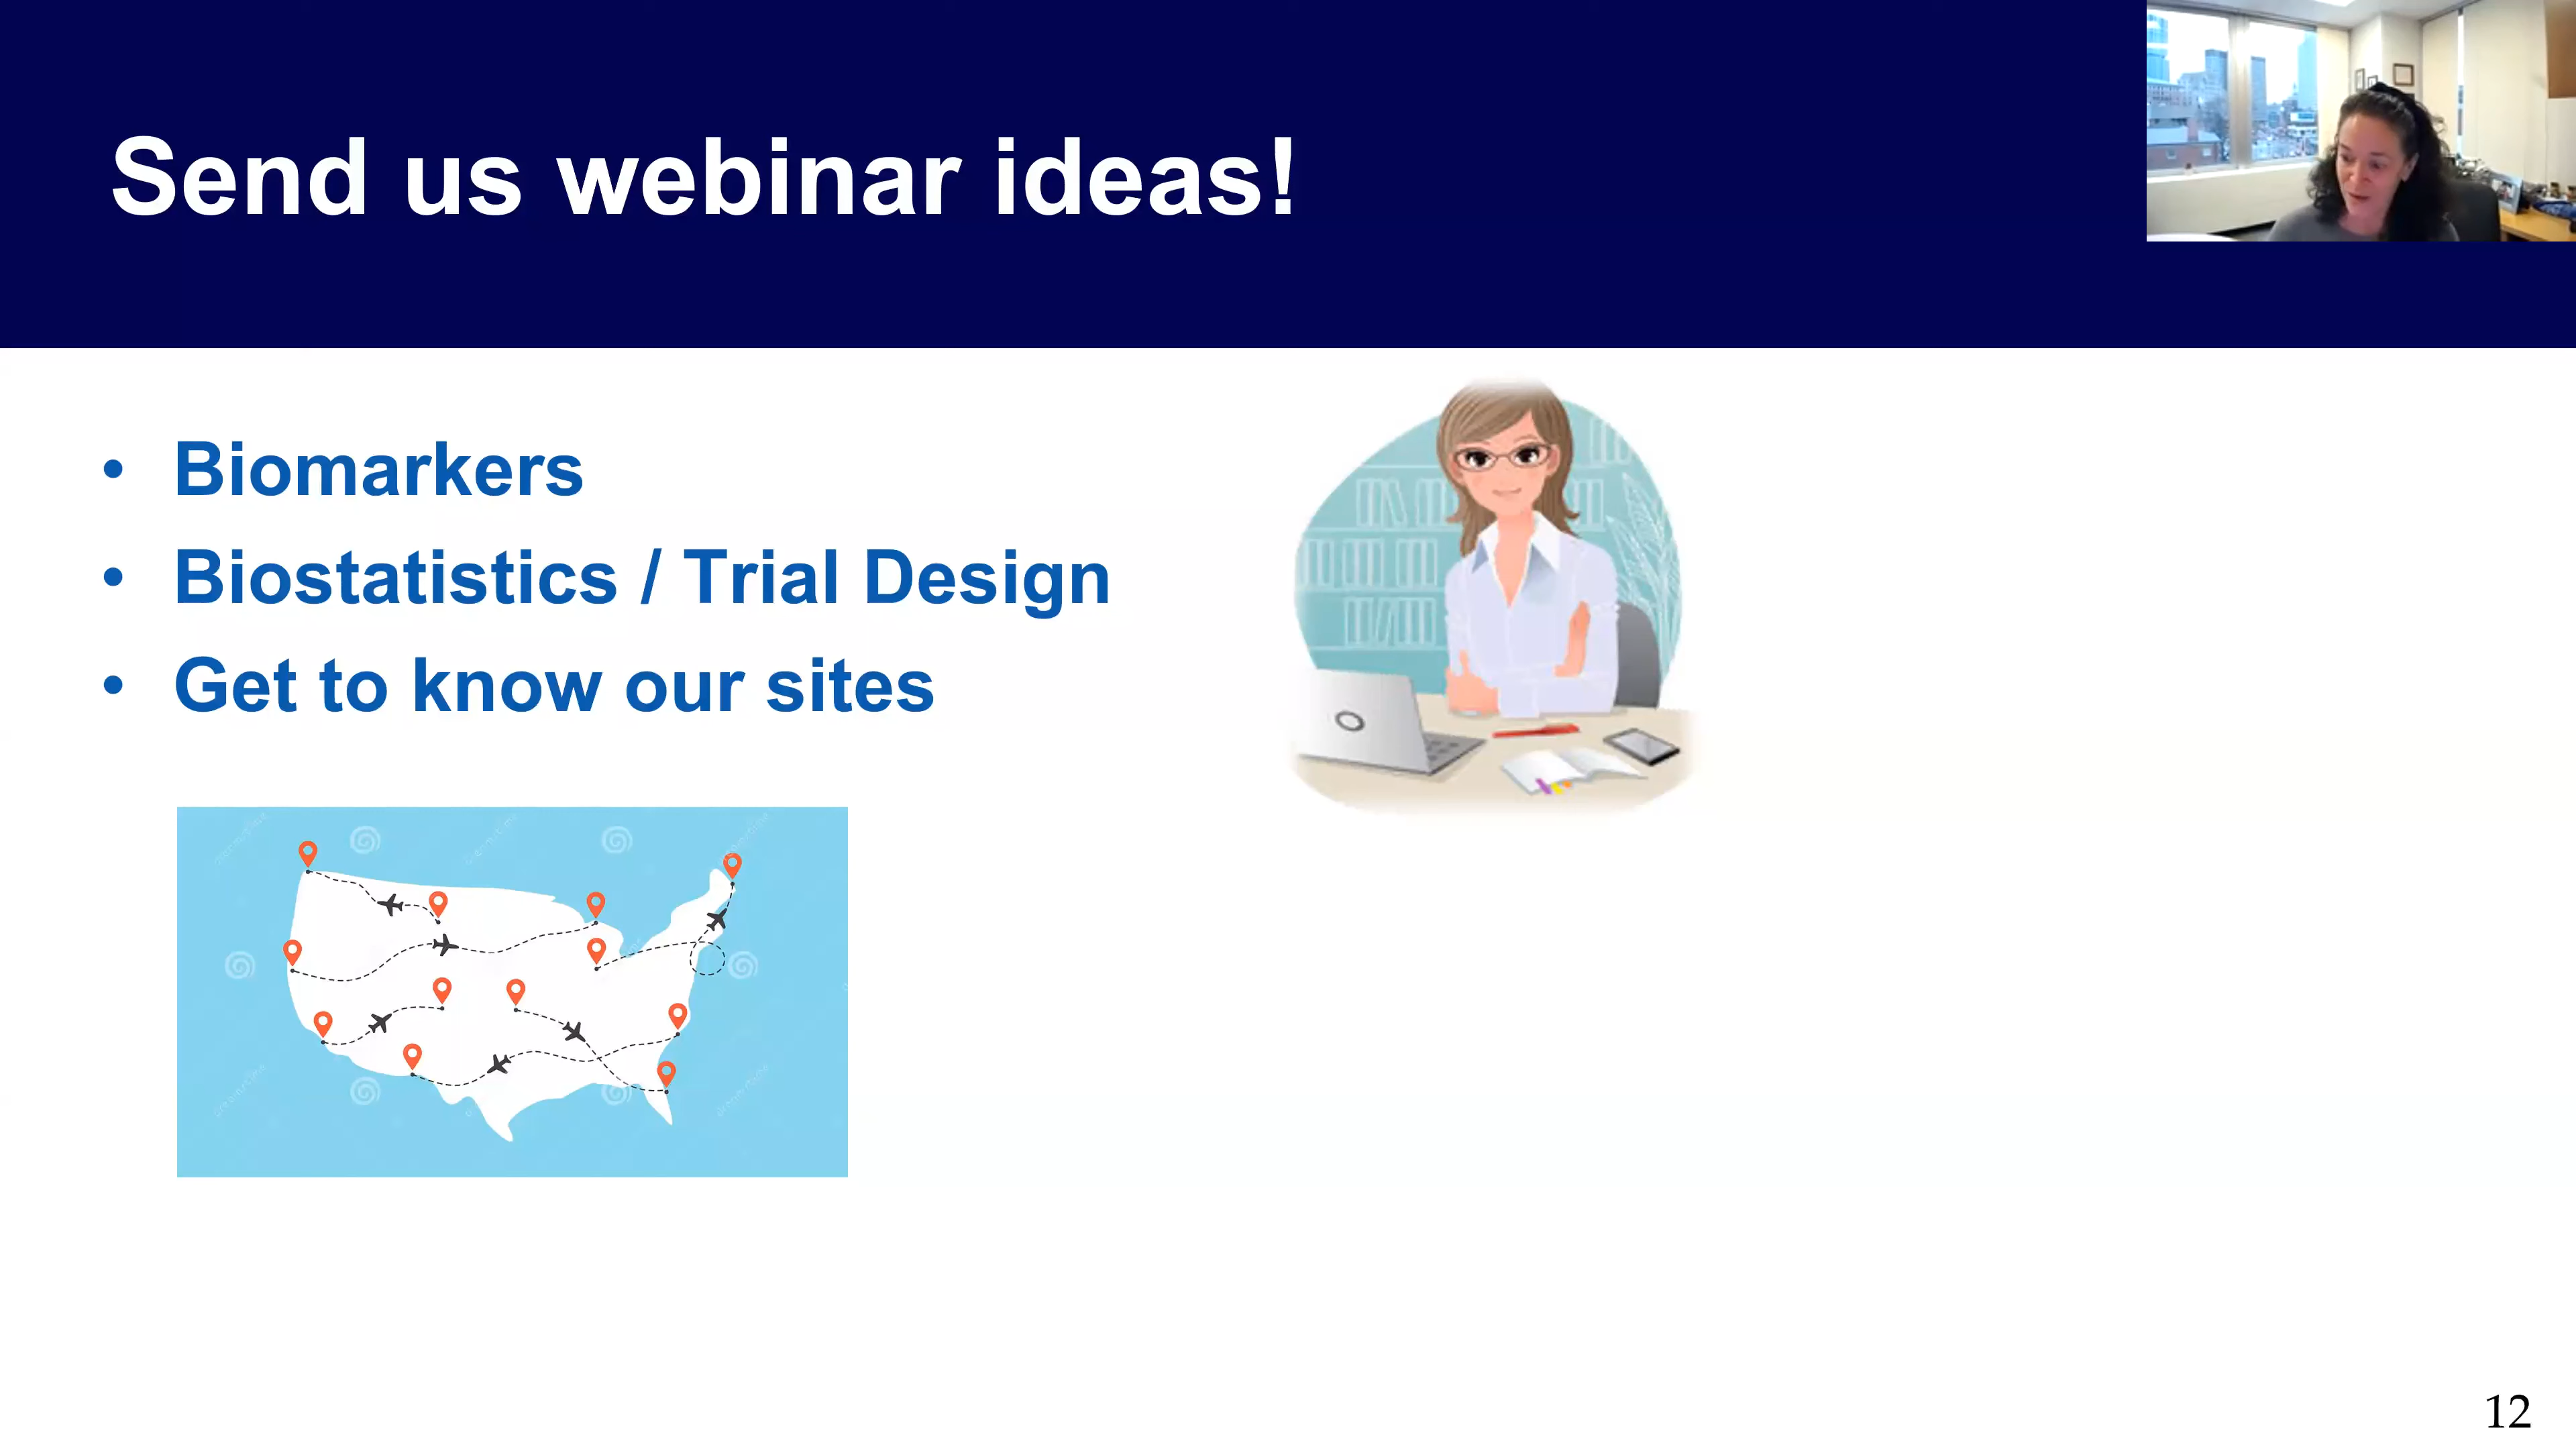 Send us webinar ideas!
• Biomarkers
• Biostatistics / Trial Design
• Get to know our sites
12